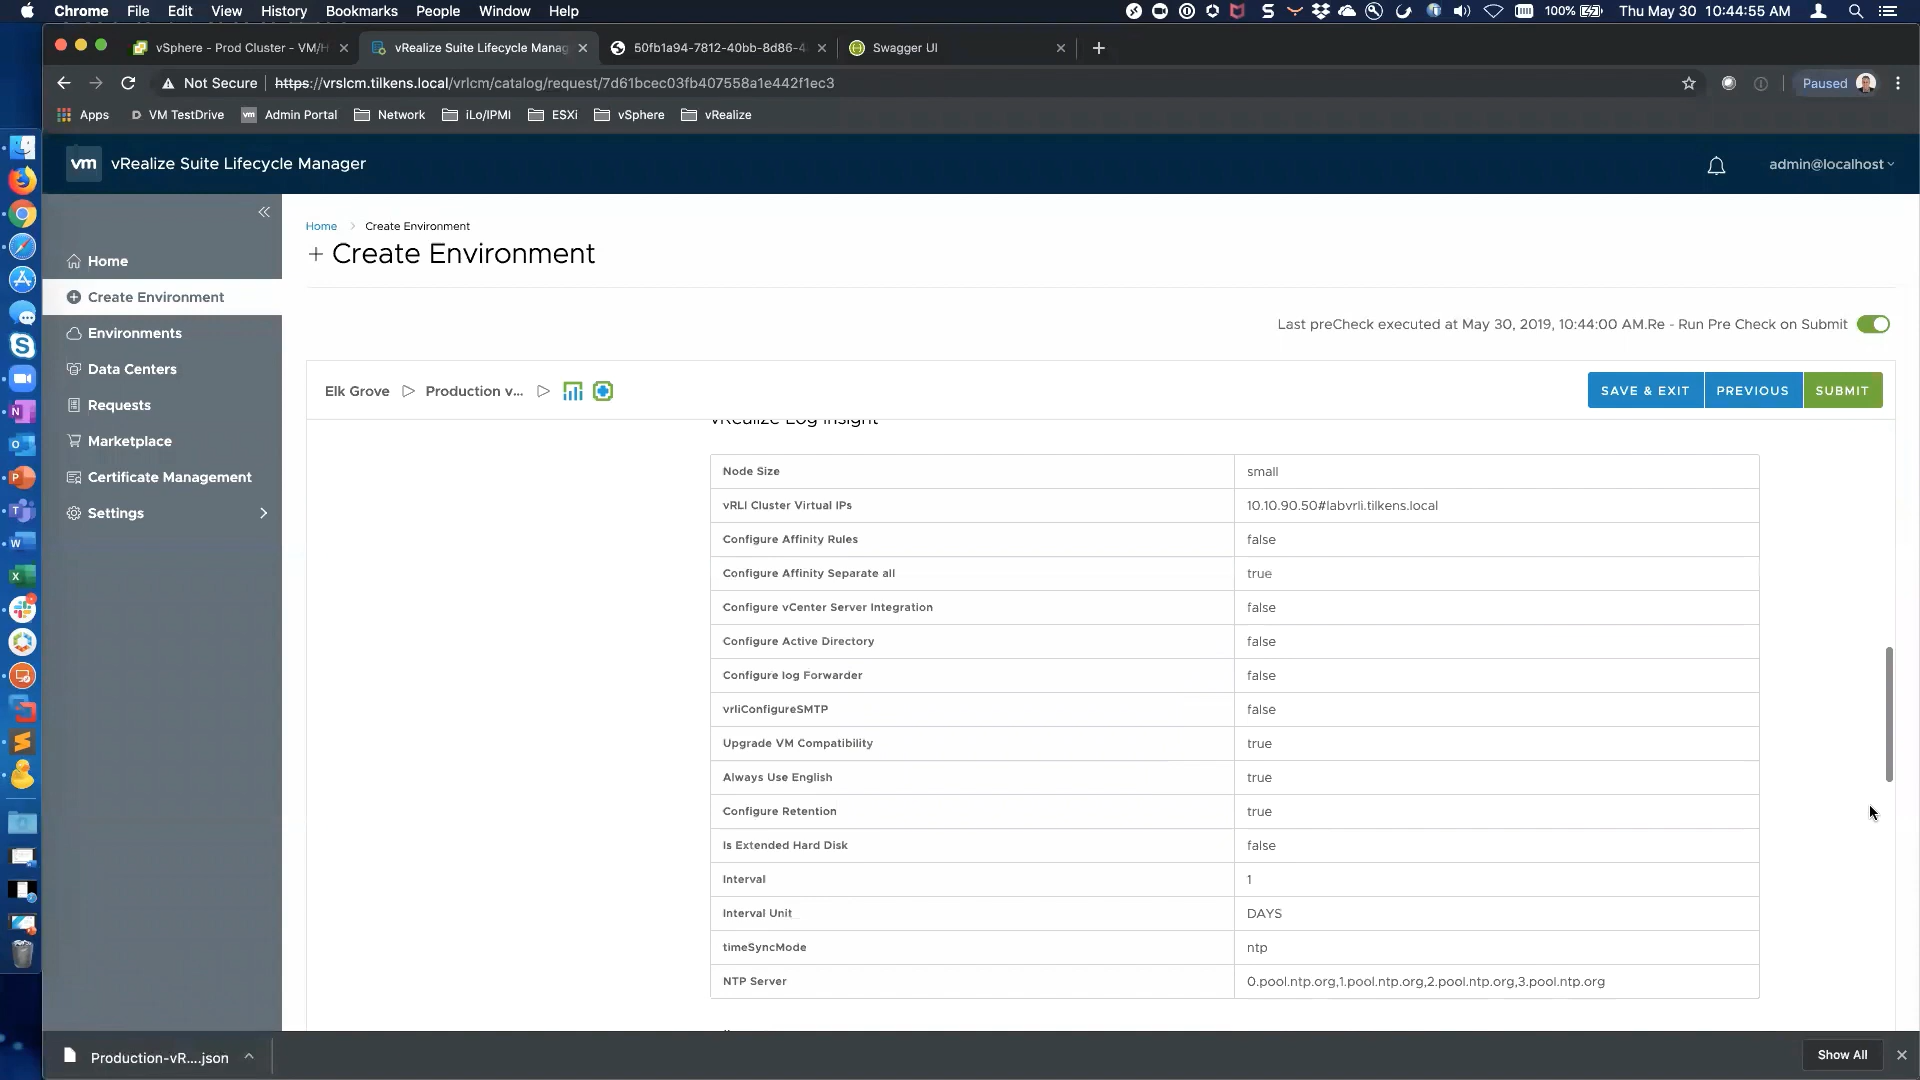 Chrome File Edit View History Bookmarks People Window Help
100% Thu May 30 10:44:55 AM
vSphere - Prod Cluster - VM/H
vRealize Suite Lifecycle Manag
50fb1a94-7812-40bb-8d86-4
Swagger UI
Not Secure https://vrslcm.tilkens.local/vrlcm/catalog/request/7d61bcec03fb407558a1e442f1ec3
Paused
Apps VM TestDrive Admin Portal Network iLo/IPMI ESXi vSphere vRealize
vm vRealize Suite Lifecycle Manager
admin@localhost
Home
Create Environment
Environments
Data Centers
Requests
Marketplace
Certificate Management
Settings
Home Create Environment
+ Create Environment
Last preCheck executed at May 30, 2019, 10:44:00 AM.Re - Run Pre Check on Submit
Elk Grove Production v...
SAVE & EXIT PREVIOUS SUBMIT
vRealize Log Insight
Node Size small
vRLI Cluster Virtual IPs 10.10.90.50#labvrli.tilkens.local
Configure Affinity Rules false
Configure Affinity Separate all true
Configure vCenter Server Integration false
Configure Active Directory false
Configure log Forwarder false
vrliConfigureSMTP false
Upgrade VM Compatibility true
Always Use English true
Configure Retention true
Is Extended Hard Disk false
Interval 1
Interval Unit DAYS
timeSyncMode ntp
NTP Server 0.pool.ntp.org,1.pool.ntp.org,2.pool.ntp.org,3.pool.ntp.org
Production-vR....json
Show All